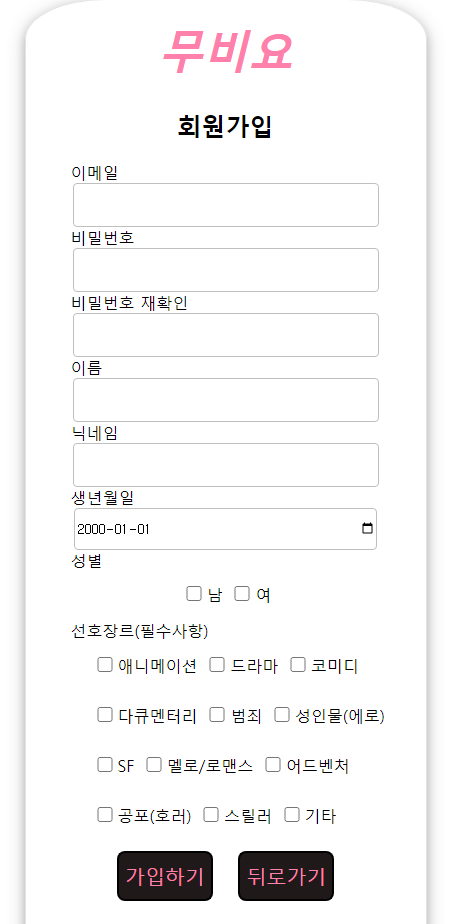 무비요
회원가입
이메일
비밀번호
비밀번호 재확인
이름
닉네임
생년월일
2000-01-01
성별
남 여
선호장르(필수사항)
애니메이션 드라마 코미디
다큐멘터리 범죄 성인물(에로)
SF 멜로/로맨스 어드벤처
공포(호러) 스릴러 기타
가입하기 뒤로가기